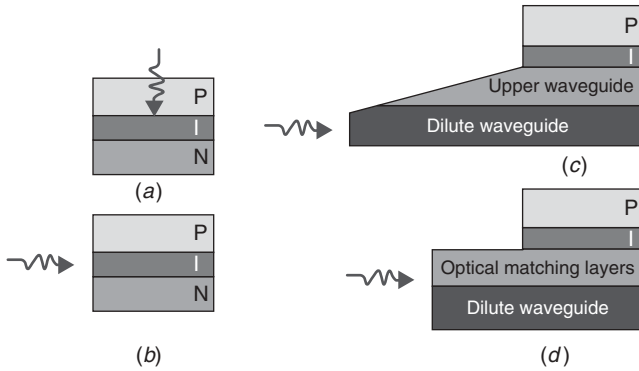 P
I
N
(a)
P
I
N
(b)
P
I
Upper waveguide
Dilute waveguide
(c)
P
I
Optical matching layers
Dilute waveguide
(d)